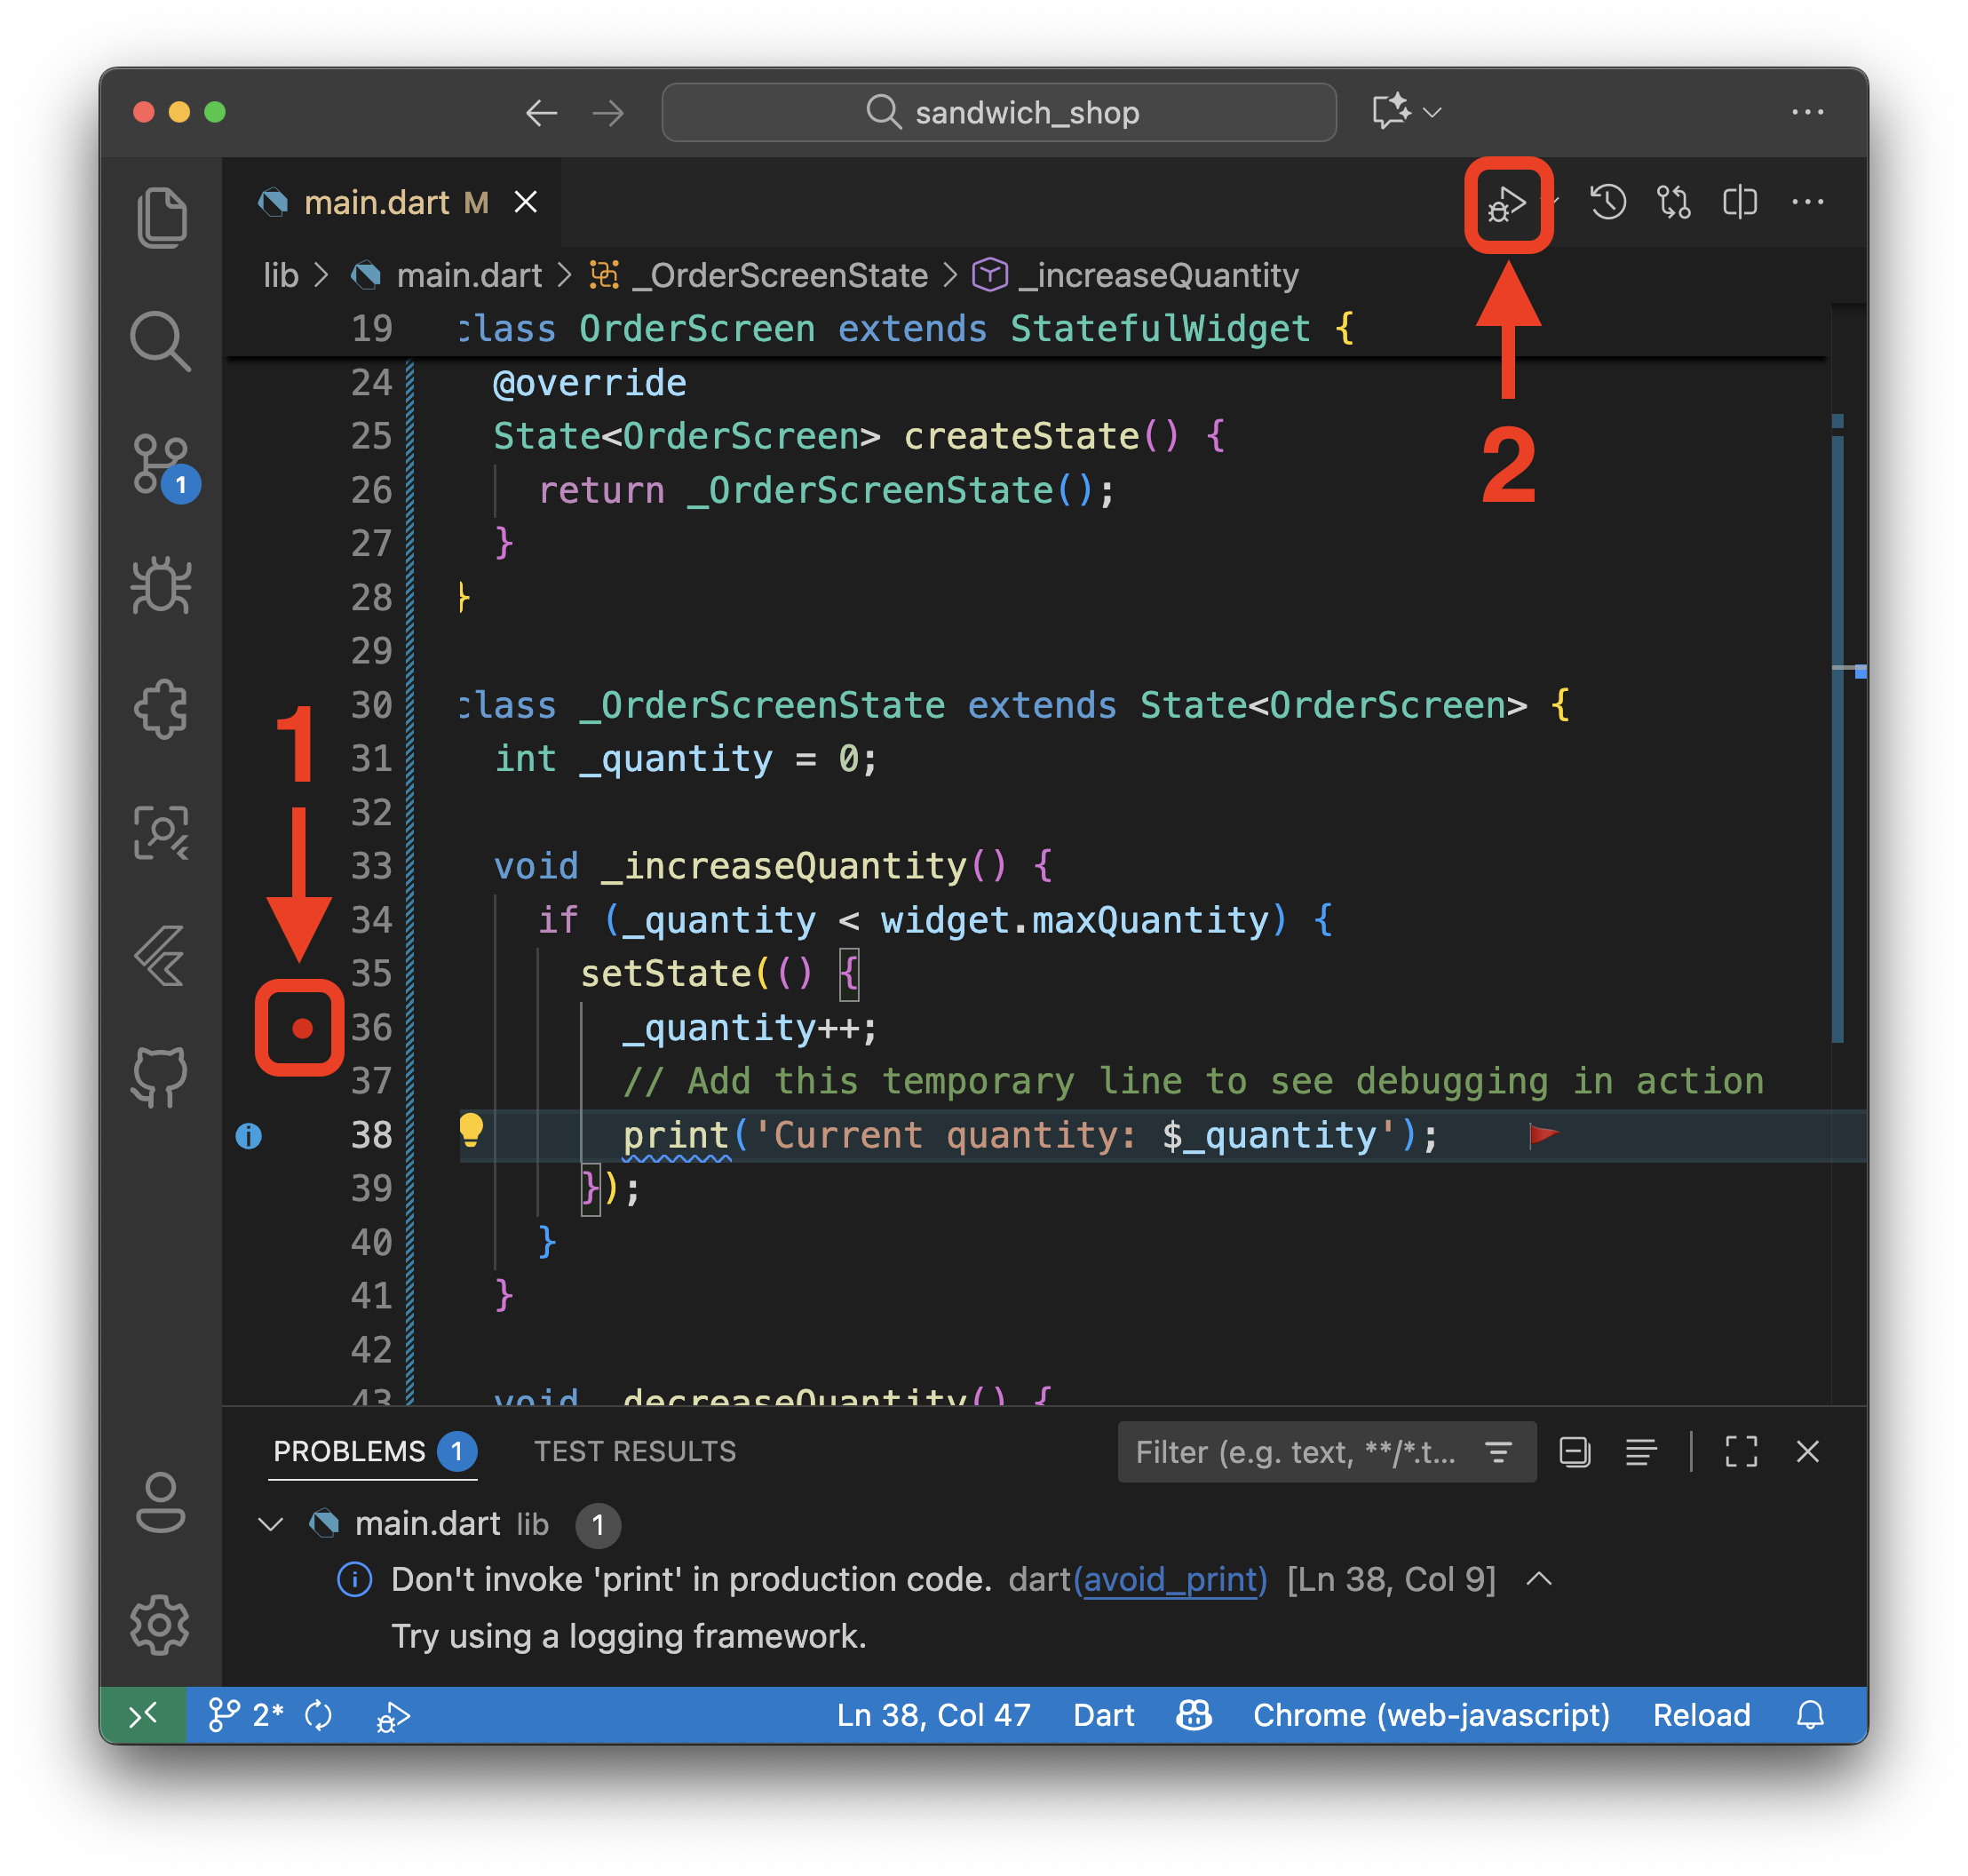 sandwich_shop
main.dart M
lib > main.dart > _OrderScreenState > _increaseQuantity
19 class OrderScreen extends StatefulWidget {
24 @override
25 State<OrderScreen> createState() {
26 return _OrderScreenState();
27 }
28 }
29
30 class _OrderScreenState extends State<OrderScreen> {
31 int _quantity = 0;
32
33 void _increaseQuantity() {
34 if (_quantity < widget.maxQuantity) {
35 setState(() {
36 _quantity++;
37 // Add this temporary line to see debugging in action
38 print('Current quantity: $_quantity');
39 });
40 }
41 }
42
43 void _decreaseQuantity() {
1
2
1
PROBLEMS 1 TEST RESULTS Filter (e.g. text, **/*.t...
main.dart lib 1
Don't invoke 'print' in production code. dart(avoid_print) [Ln 38, Col 9]
Try using a logging framework.
2* Ln 38, Col 47 Dart Chrome (web-javascript) Reload